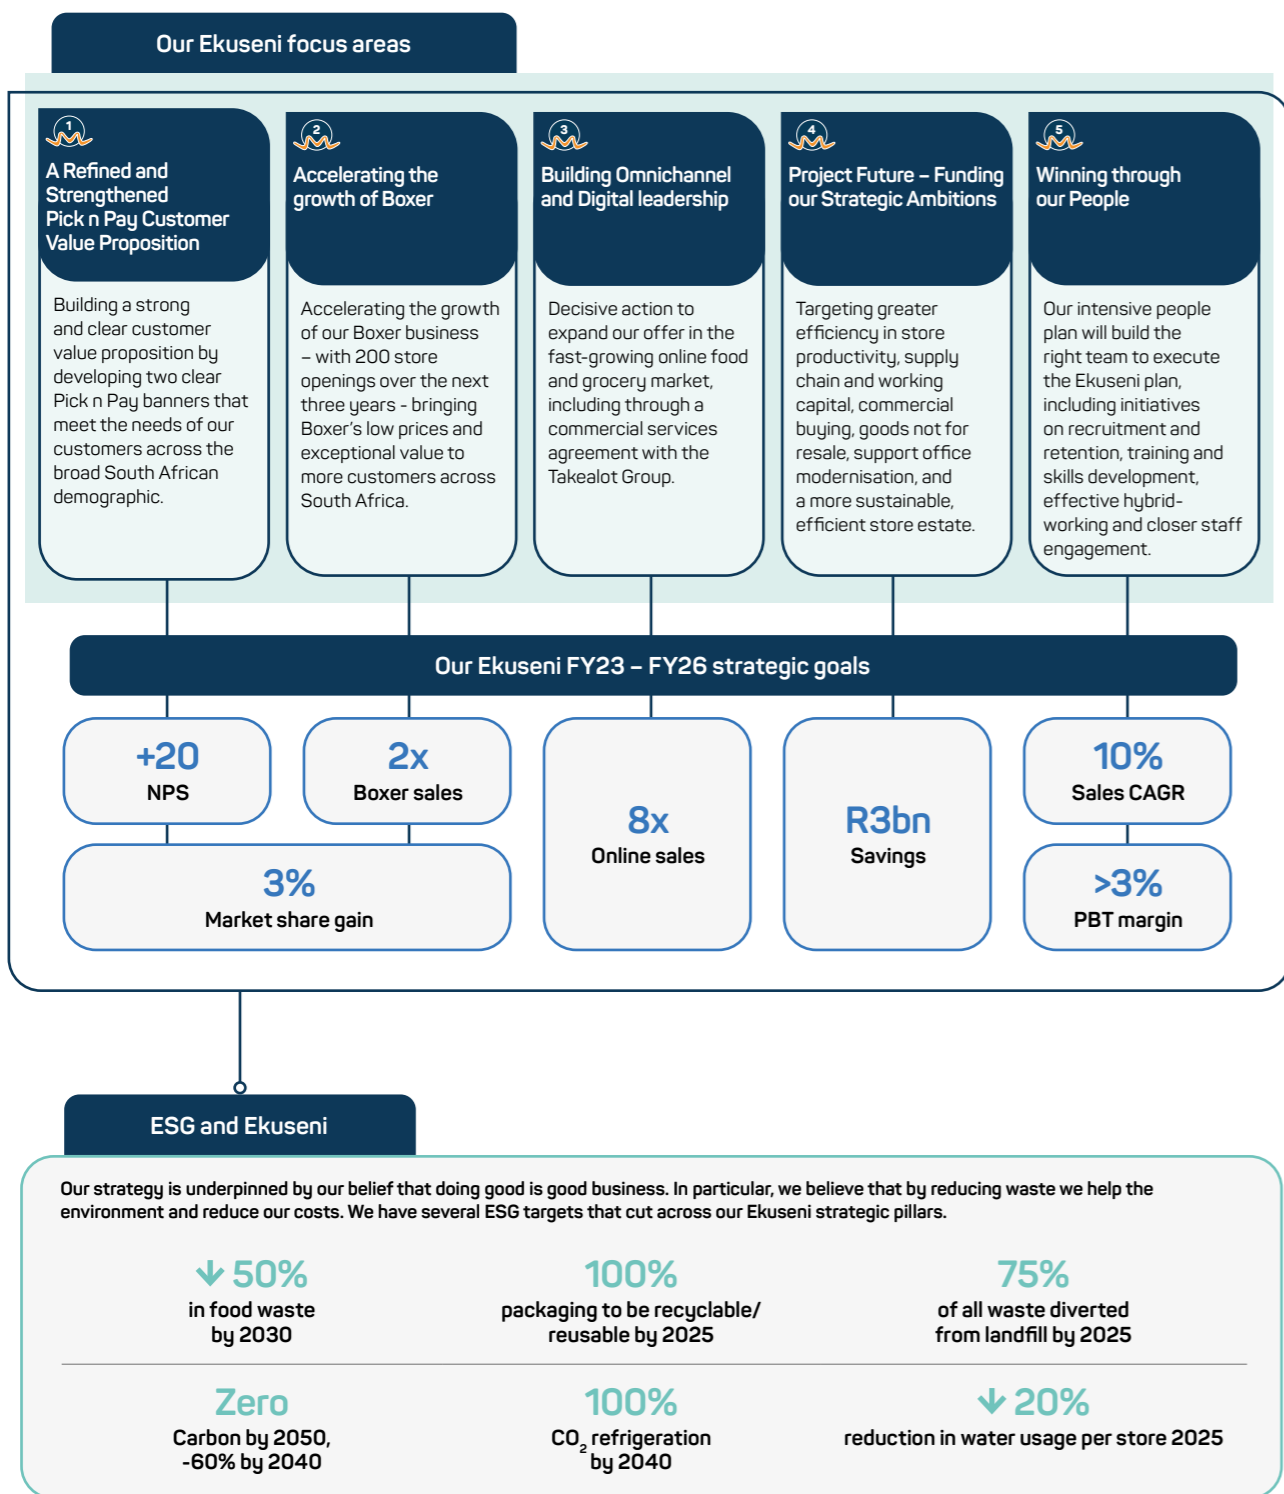 Our Ekuseni focus areas
1
A Refined and
Strengthened
Pick n Pay Customer
Value Proposition
Building a strong
and clear customer
value proposition by
developing two clear
Pick n Pay banners that
meet the needs of our
customers across the
broad South African
demographic.
2
Accelerating the
growth of Boxer
Accelerating the growth
of our Boxer business
– with 200 store
openings over the next
three years - bringing
Boxer's low prices and
exceptional value to
more customers across
South Africa.
3
Building Omnichannel
and Digital leadership
Decisive action to
expand our offer in the
fast-growing online food
and grocery market,
including through a
commercial services
agreement with the
Takealot Group.
4
Project Future – Funding
our Strategic Ambitions
Targeting greater
efficiency in store
productivity, supply
chain and working
capital, commercial
buying, goods not for
resale, support office
modernisation, and
a more sustainable,
efficient store estate.
5
Winning through
our People
Our intensive people
plan will build the
right team to execute
the Ekuseni plan,
including initiatives
on recruitment and
retention, training and
skills development,
effective hybrid-
working and closer staff
engagement.
Our Ekuseni FY23 – FY26 strategic goals
+20
NPS
2x
Boxer sales
3%
Market share gain
8x
Online sales
R3bn
Savings
10%
Sales CAGR
>3%
PBT margin
ESG and Ekuseni
Our strategy is underpinned by our belief that doing good is good business. In particular, we believe that by reducing waste we help the
environment and reduce our costs. We have several ESG targets that cut across our Ekuseni strategic pillars.
↓ 50%
in food waste
by 2030
100%
packaging to be recyclable/
reusable by 2025
75%
of all waste diverted
from landfill by 2025
Zero
Carbon by 2050,
-60% by 2040
100%
CO₂ refrigeration
by 2040
↓ 20%
reduction in water usage per store 2025